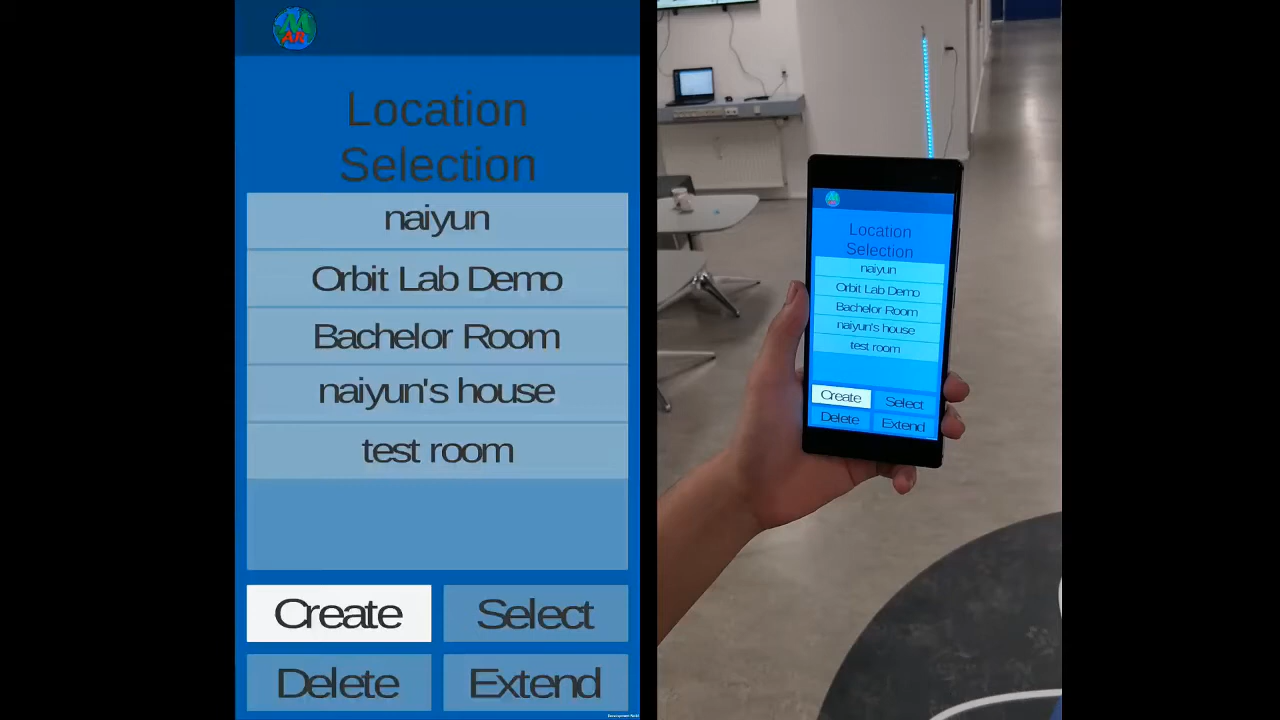 M
AR
Location
Selection
naiyun
Orbit Lab Demo
Bachelor Room
naiyun's house
test room
Create
Select
Delete
Extend
Location
Selection
naiyun
Orbit Lab Demo
Bachelor Room
naiyun's house
test room
Create
Select
Delete
Extend